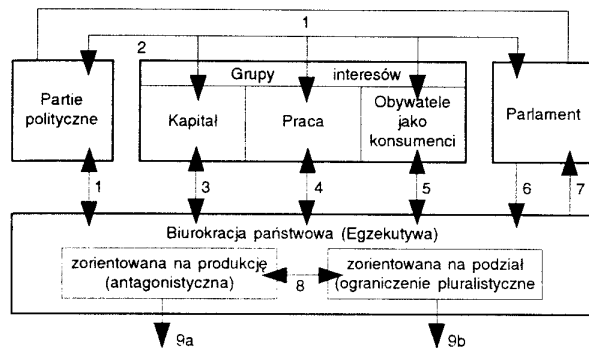 1
2
Grupy interesów
Partie
polityczne
Kapitał
Praca
Obywatele
jako
konsumenci
Parlament
1
3
4
5
6
7
Biurokracja państwowa (Egzekutywa)
zorientowana na produkcję
(antagonistyczna)
8
zorientowana na podział
(ograniczenie pluralistyczne
9a
9b